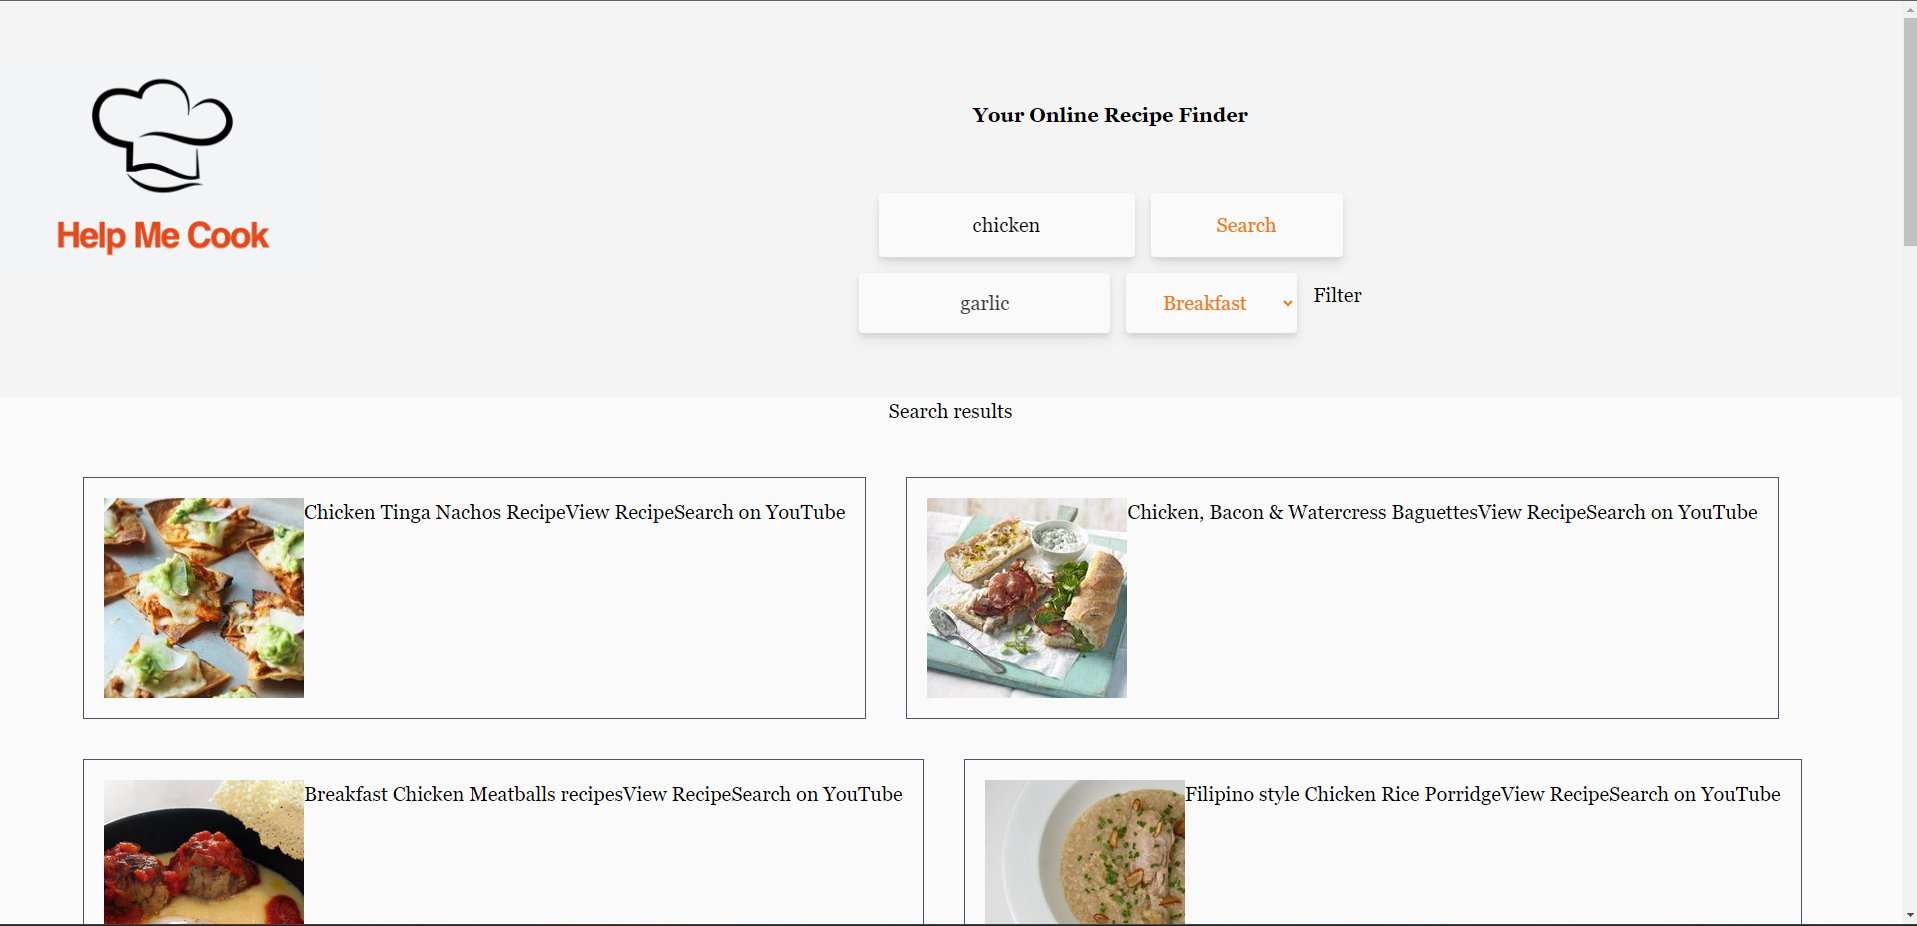 Help Me Cook
Your Online Recipe Finder
chicken
Search
garlic
Breakfast
Filter
Search results
Chicken Tinga Nachos RecipeView RecipeSearch on YouTube
Chicken, Bacon & Watercress BaguettesView RecipeSearch on YouTube
Breakfast Chicken Meatballs recipesView RecipeSearch on YouTube
Filipino style Chicken Rice PorridgeView RecipeSearch on YouTube